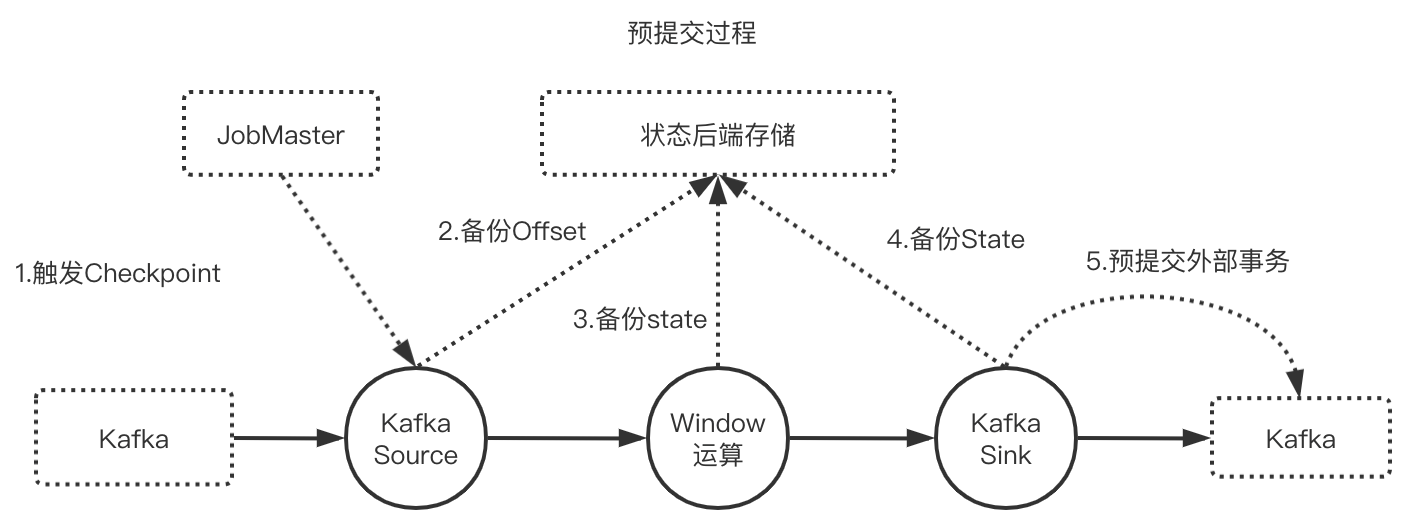 预提交过程
JobMaster
状态后端存储
2.备份Offset
4.备份State
1.触发Checkpoint
5.预提交外部事务
3.备份state
Kafka
Kafka
Source
Window
运算
Kafka
Sink
Kafka